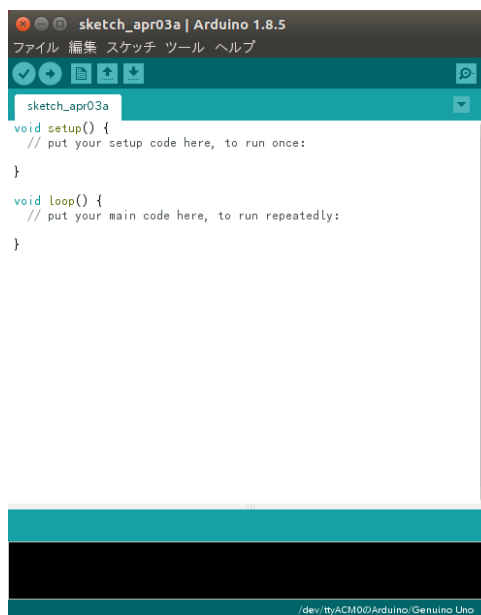 sketch_apr03a | Arduino 1.8.5
ファイル 編集 スケッチ ツール ヘルプ
sketch_apr03a
void setup() {
// put your setup code here, to run once:
}
void loop() {
// put your main code here, to run repeatedly:
}
/dev/ttyACM0のArduino/Genuino Uno